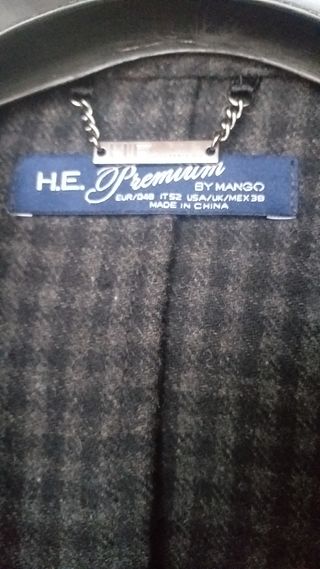 H.E. Premium
BY MANGO
EUR/D48 IT52 USA/UK/MEX38
MADE IN CHINA